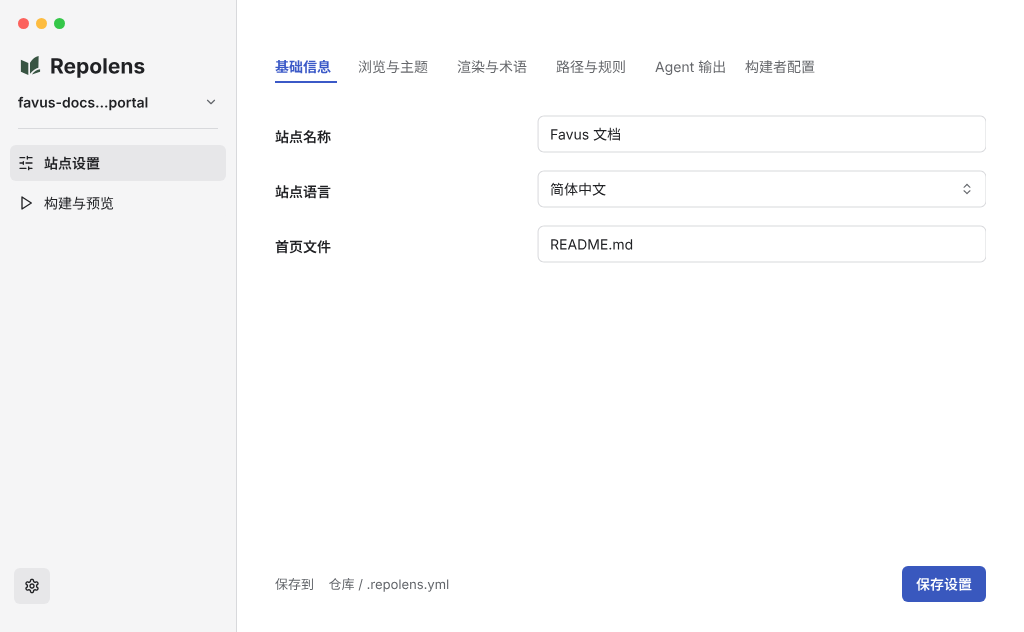 Repolens
favus-docs...portal
站点设置
构建与预览
基础信息 浏览与主题 渲染与术语 路径与规则 Agent 输出 构建者配置
站点名称 Favus 文档
站点语言 简体中文
首页文件 README.md
保存到 仓库 / .repolens.yml 保存设置